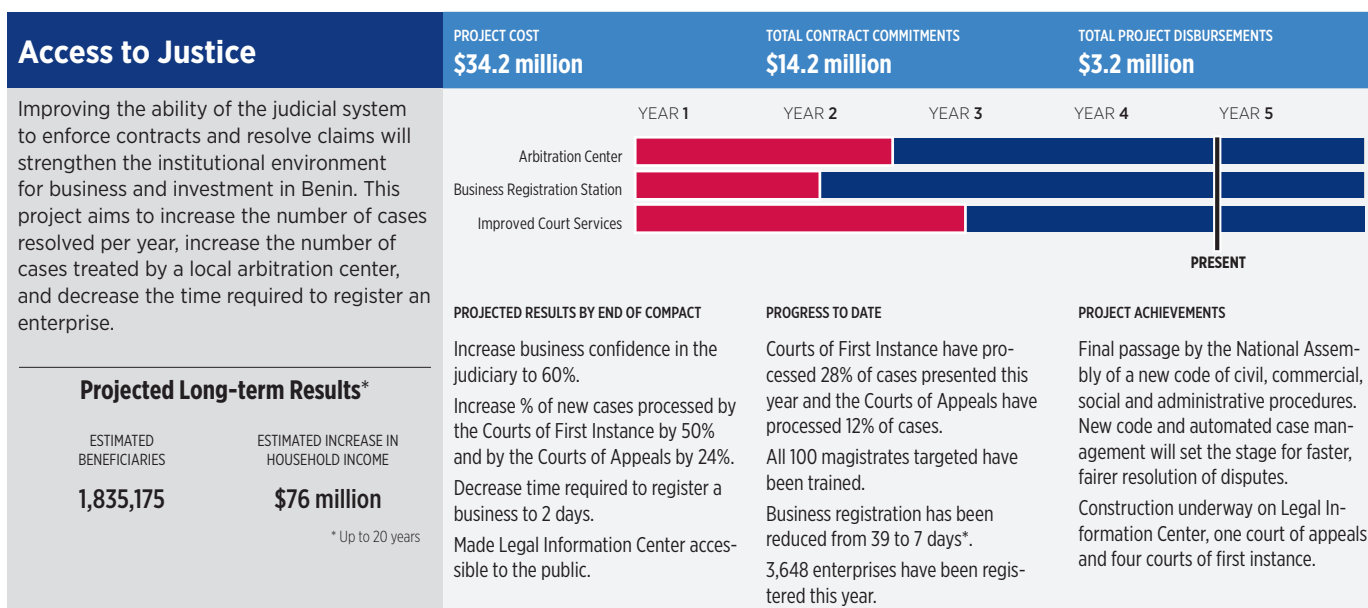 Access to Justice
Improving the ability of the judicial system
to enforce contracts and resolve claims will
strengthen the institutional environment
for business and investment in Benin. This
project aims to increase the number of cases
resolved per year, increase the number of
cases treated by a local arbitration center,
and decrease the time required to register an
enterprise.
Projected Long-term Results*
ESTIMATED
BENEFICIARIES
1,835,175
ESTIMATED INCREASE IN
HOUSEHOLD INCOME
$76 million
* Up to 20 years
PROJECT COST
$34.2 million
TOTAL CONTRACT COMMITMENTS
$14.2 million
TOTAL PROJECT DISBURSEMENTS
$3.2 million
YEAR 1 YEAR 2 YEAR 3 YEAR 4 YEAR 5
Arbitration Center
Business Registration Station
Improved Court Services
PRESENT
PROJECTED RESULTS BY END OF COMPACT
Increase business confidence in the
judiciary to 60%.
Increase % of new cases processed by
the Courts of First Instance by 50%
and by the Courts of Appeals by 24%.
Decrease time required to register a
business to 2 days.
Made Legal Information Center acces-
sible to the public.
PROGRESS TO DATE
Courts of First Instance have pro-
cessed 28% of cases presented this
year and the Courts of Appeals have
processed 12% of cases.
All 100 magistrates targeted have
been trained.
Business registration has been
reduced from 39 to 7 days*.
3,648 enterprises have been regis-
tered this year.
PROJECT ACHIEVEMENTS
Final passage by the National Assem-
bly of a new code of civil, commercial,
social and administrative procedures.
New code and automated case man-
agement will set the stage for faster,
fairer resolution of disputes.
Construction underway on Legal In-
formation Center, one court of appeals
and four courts of first instance.